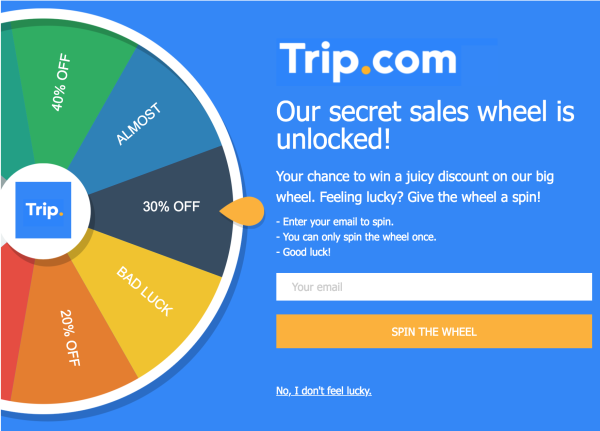 Trip.com
Our secret sales wheel is
unlocked!
Your chance to win a juicy discount on our big
wheel. Feeling lucky? Give the wheel a spin!
- Enter your email to spin.
- You can only spin the wheel once.
- Good luck!
Your email
SPIN THE WHEEL
No, I don't feel lucky.
40% OFF
ALMOST
30% OFF
BAD LUCK
20% OFF
Trip.